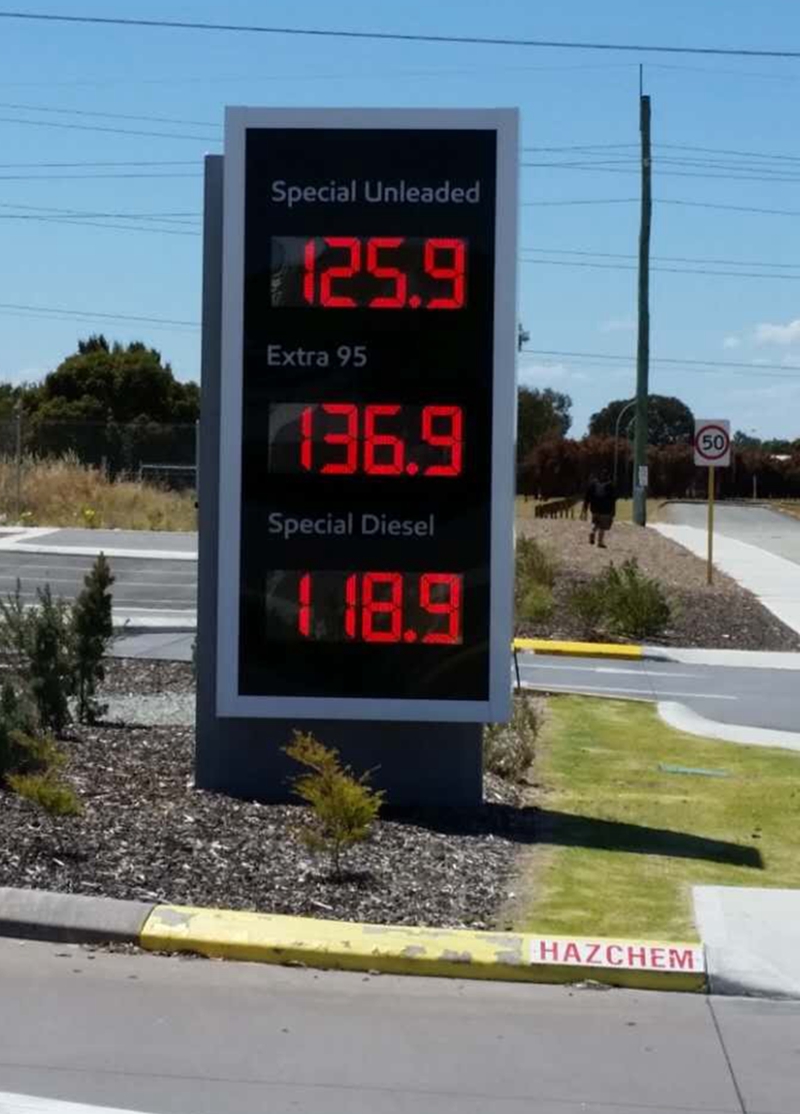 Special Unleaded
125.9
Extra 95
136.9
50
Special Diesel
118.9
HAZCHEM